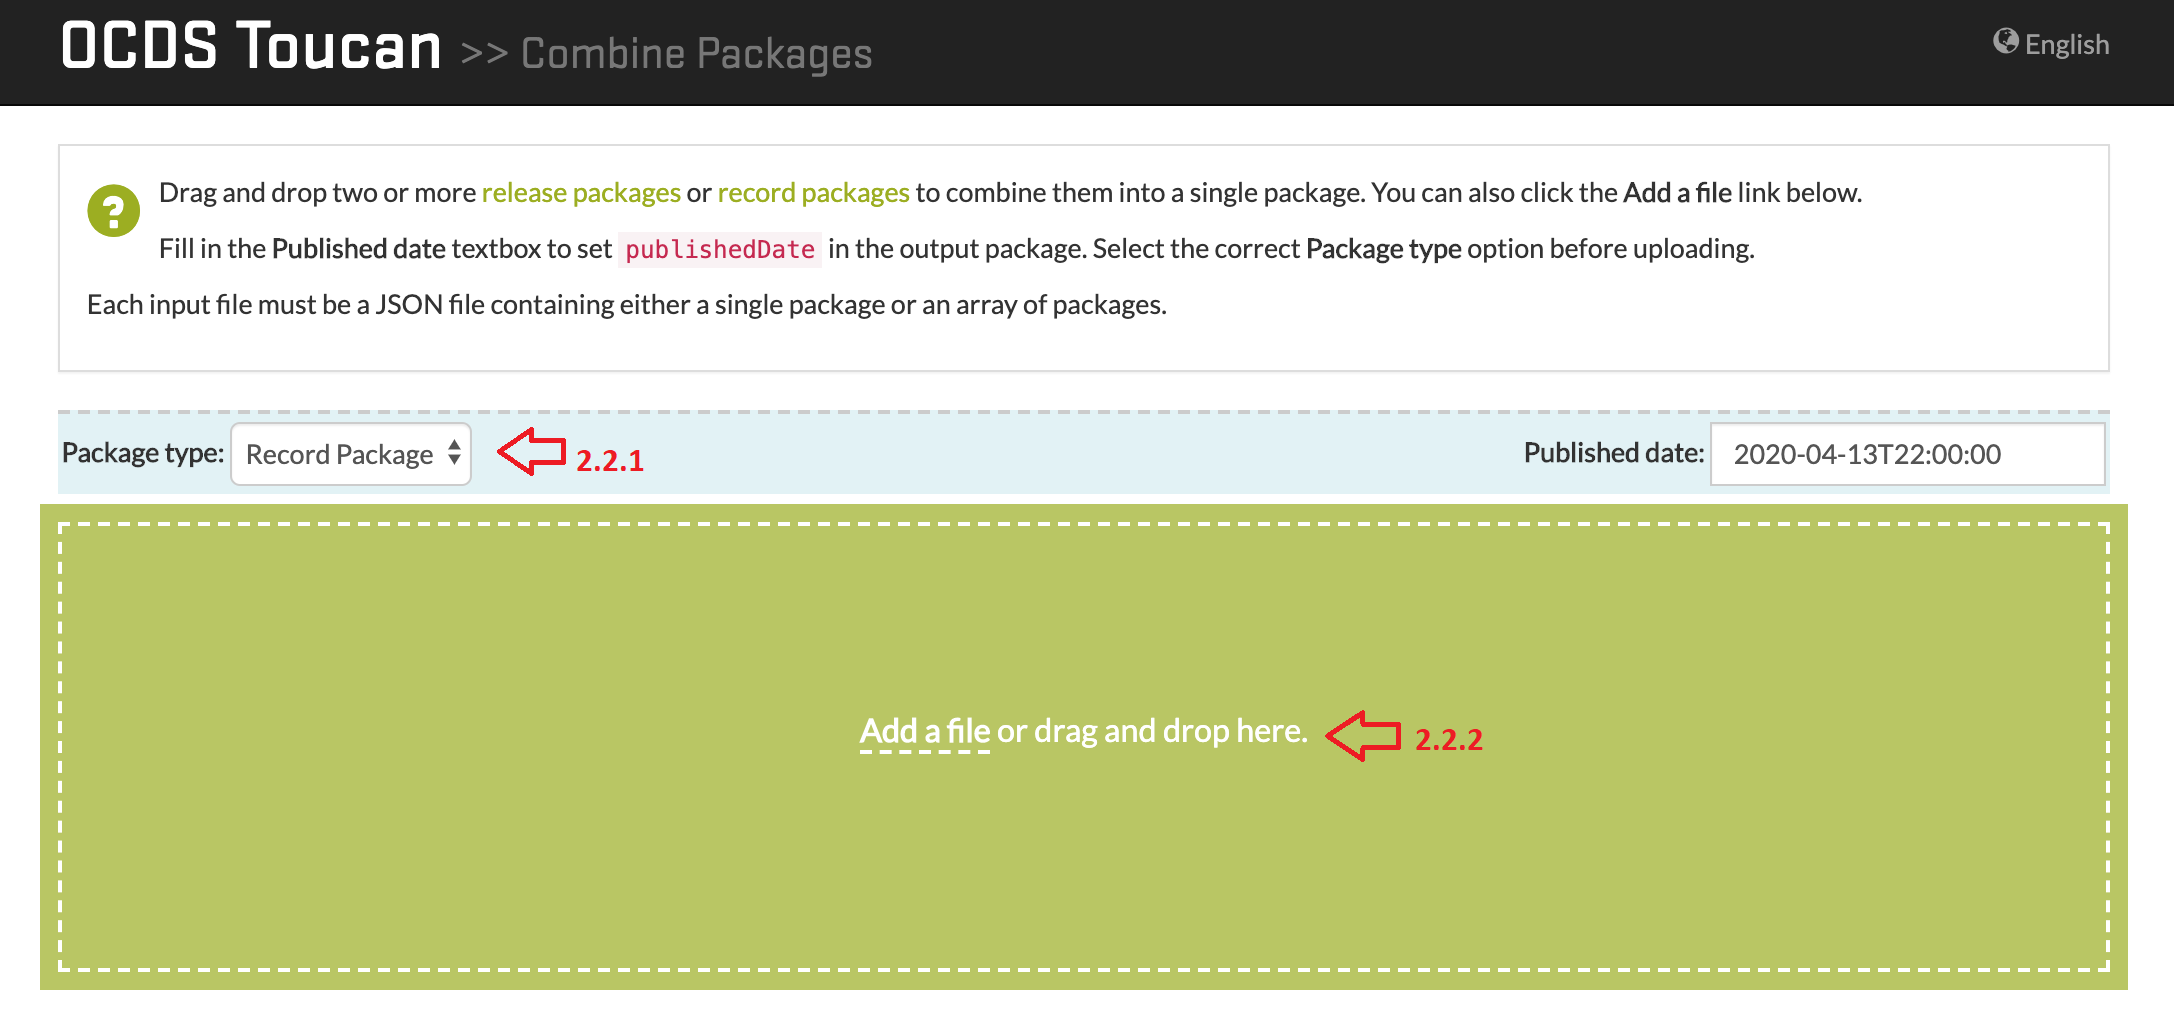 OCDS Toucan >> Combine Packages
English
Drag and drop two or more release packages or record packages to combine them into a single package. You can also click the Add a file link below.
Fill in the Published date textbox to set publishedDate in the output package. Select the correct Package type option before uploading.
Each input file must be a JSON file containing either a single package or an array of packages.
Package type: Record Package 2.2.1 Published date: 2020-04-13T22:00:00
Add a file or drag and drop here. 2.2.2